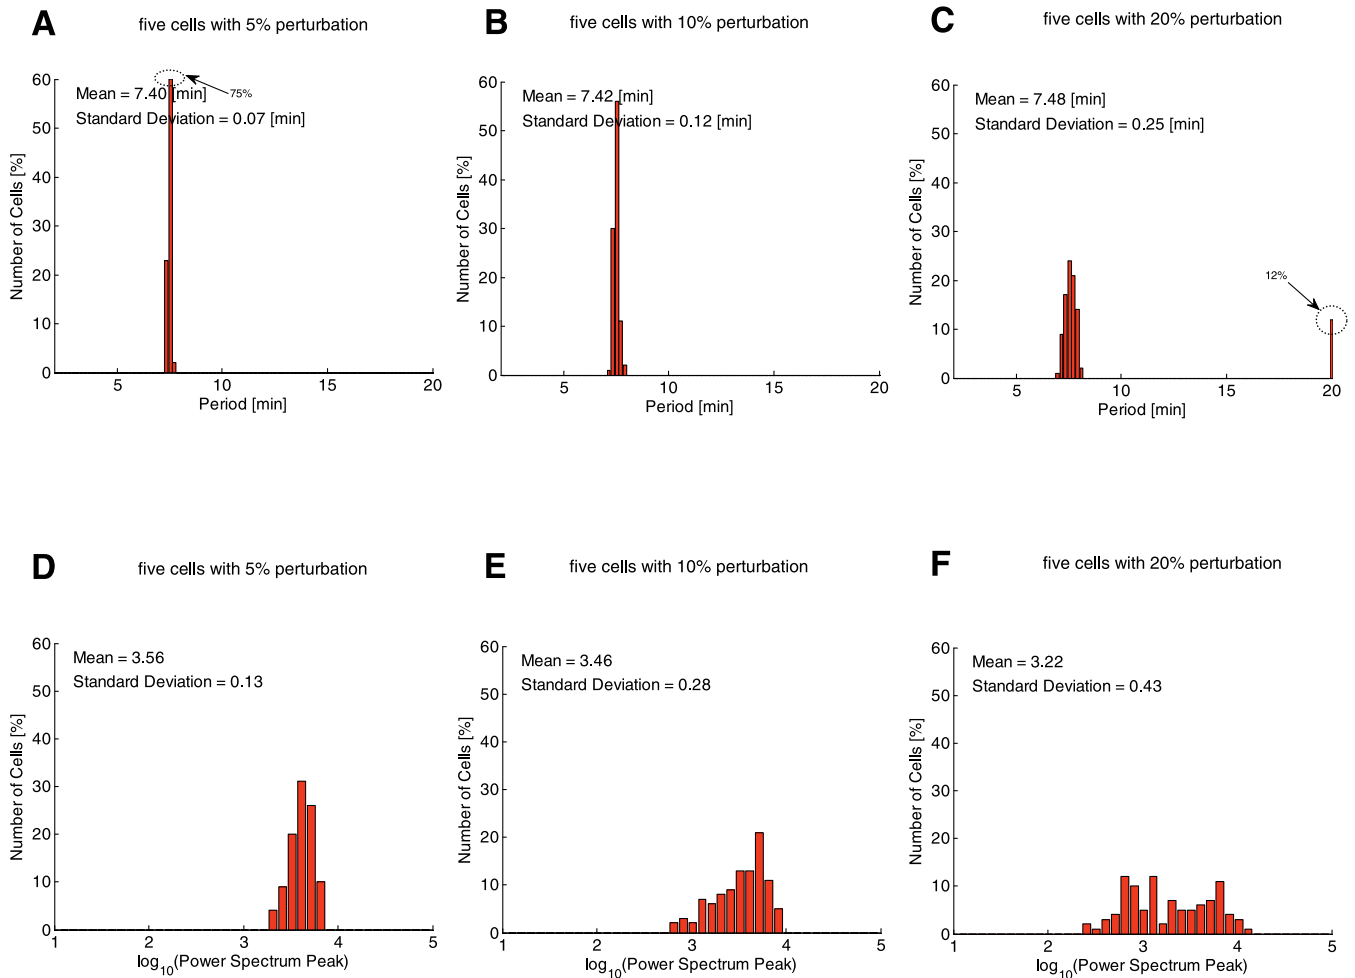 A
five cells with 5% perturbation
60
50
40
30
20
10
0
Number of Cells [%]
Mean = 7.40 [min]
Standard Deviation = 0.07 [min]
75%
5
10
15
20
Period [min]
B
five cells with 10% perturbation
60
50
40
30
20
10
0
Number of Cells [%]
Mean = 7.42 [min]
Standard Deviation = 0.12 [min]
5
10
15
20
Period [min]
C
five cells with 20% perturbation
60
50
40
30
20
10
0
Number of Cells [%]
Mean = 7.48 [min]
Standard Deviation = 0.25 [min]
12%
5
10
15
20
Period [min]
D
five cells with 5% perturbation
60
50
40
30
20
10
0
Number of Cells [%]
Mean = 3.56
Standard Deviation = 0.13
1
2
3
4
5
log10(Power Spectrum Peak)
E
five cells with 10% perturbation
60
50
40
30
20
10
0
Number of Cells [%]
Mean = 3.46
Standard Deviation = 0.28
1
2
3
4
5
log10(Power Spectrum Peak)
F
five cells with 20% perturbation
60
50
40
30
20
10
0
Number of Cells [%]
Mean = 3.22
Standard Deviation = 0.43
1
2
3
4
5
log10(Power Spectrum Peak)